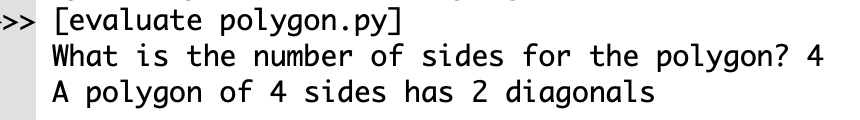 >> [evaluate polygon.py]
What is the number of sides for the polygon? 4
A polygon of 4 sides has 2 diagonals